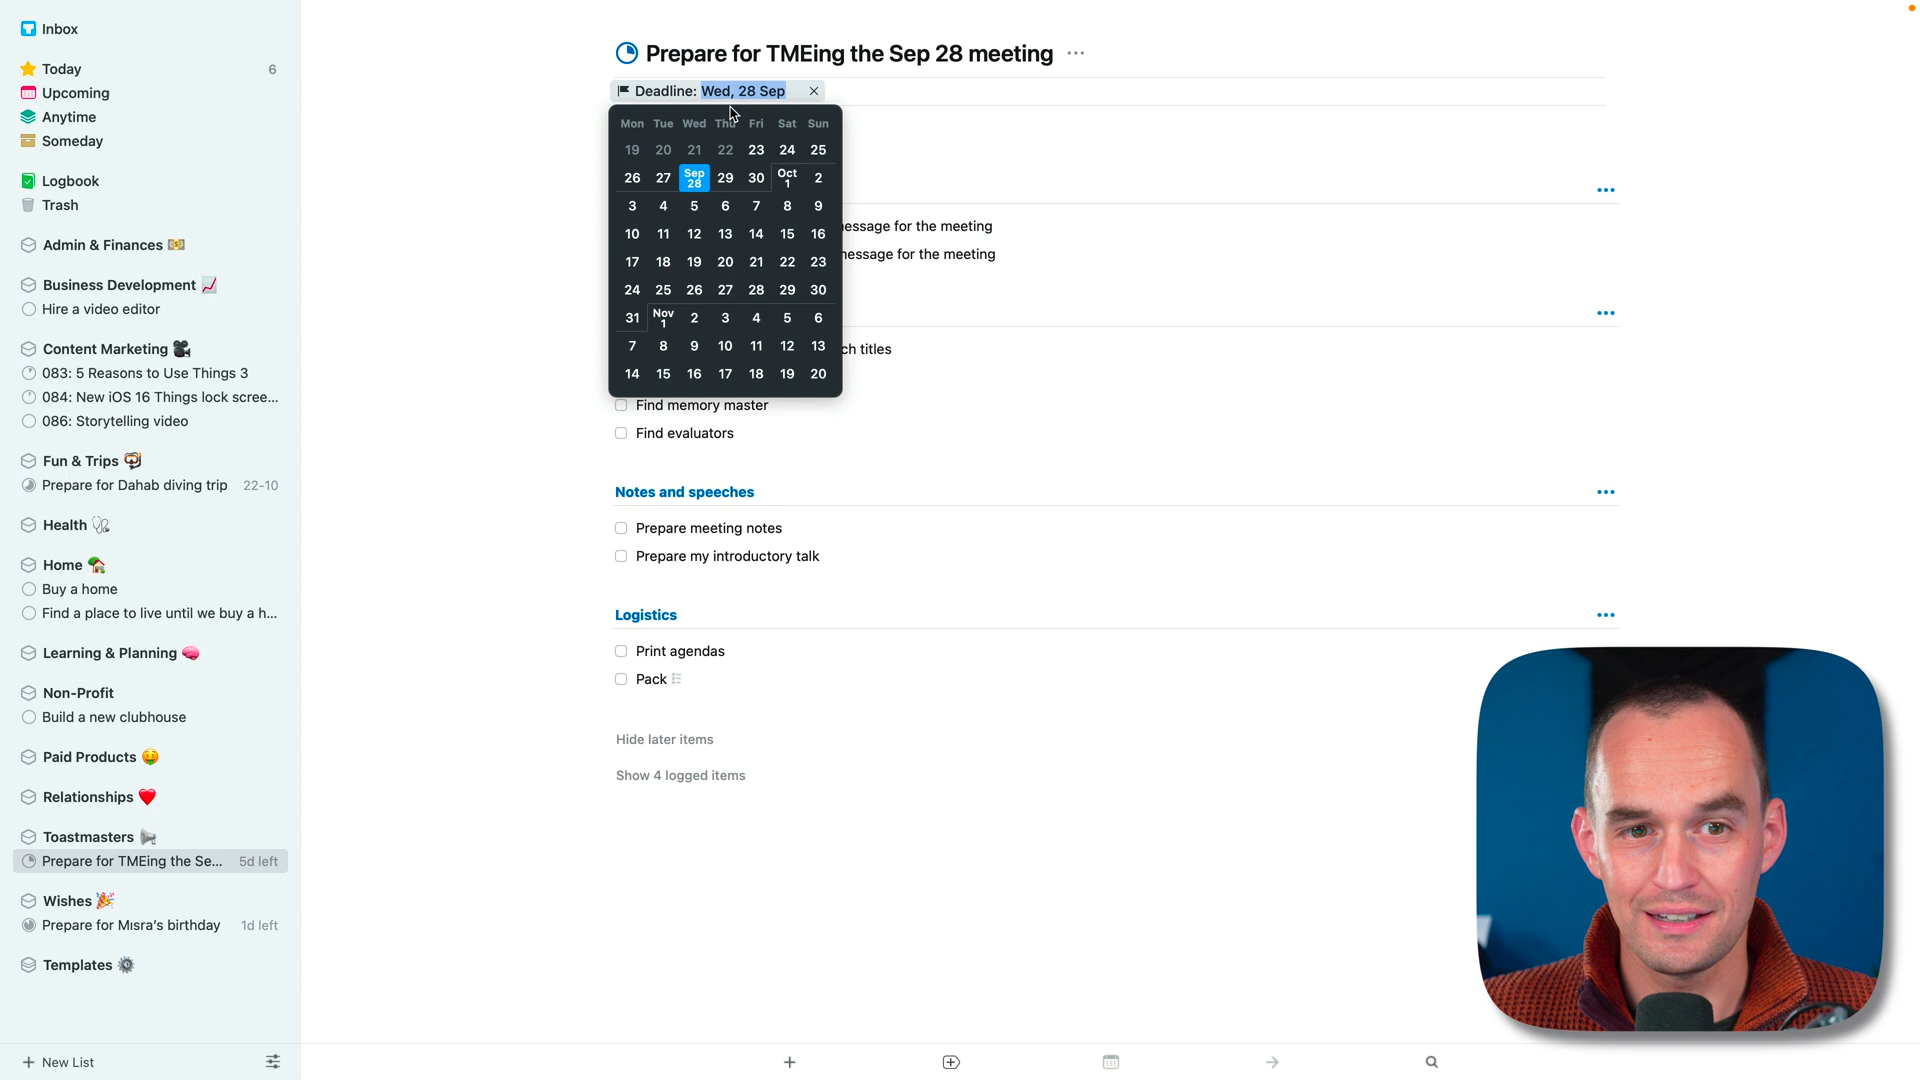 Inbox
Today 6
Upcoming
Anytime
Someday
Logbook
Trash
Admin & Finances
Business Development
Hire a video editor
Content Marketing
083: 5 Reasons to Use Things 3
084: New iOS 16 Things lock scree...
086: Storytelling video
Fun & Trips
Prepare for Dahab diving trip 22-10
Health
Home
Buy a home
Find a place to live until we buy a h...
Learning & Planning
Non-Profit
Build a new clubhouse
Paid Products
Relationships
Toastmasters
Prepare for TMEing the Se... 5d left
Wishes
Prepare for Mısra's birthday 1d left
Templates
New List
Prepare for TMEing the Sep 28 meeting
Deadline: Wed, 28 Sep
Mon Tue Wed Thu Fri Sat Sun
19 20 21 22 23 24 25
26 27 Sep 28 29 30 Oct 1 2
3 4 5 6 7 8 9
10 11 12 13 14 15 16
17 18 19 20 21 22 23
24 25 26 27 28 29 30
31 Nov 1 2 3 4 5 6
7 8 9 10 11 12 13
14 15 16 17 18 19 20
essage for the meeting
essage for the meeting
ch titles
Find memory master
Find evaluators
Notes and speeches
Prepare meeting notes
Prepare my introductory talk
Logistics
Print agendas
Pack
Hide later items
Show 4 logged items